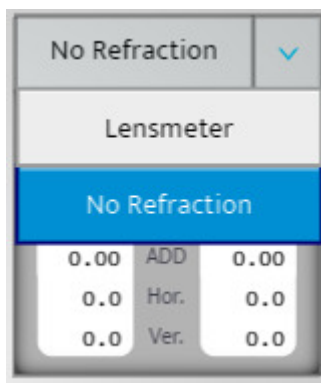 No Refraction
Lensmeter
No Refraction
0.00 ADD 0.00
0.0 Hor. 0.0
0.0 Ver. 0.0